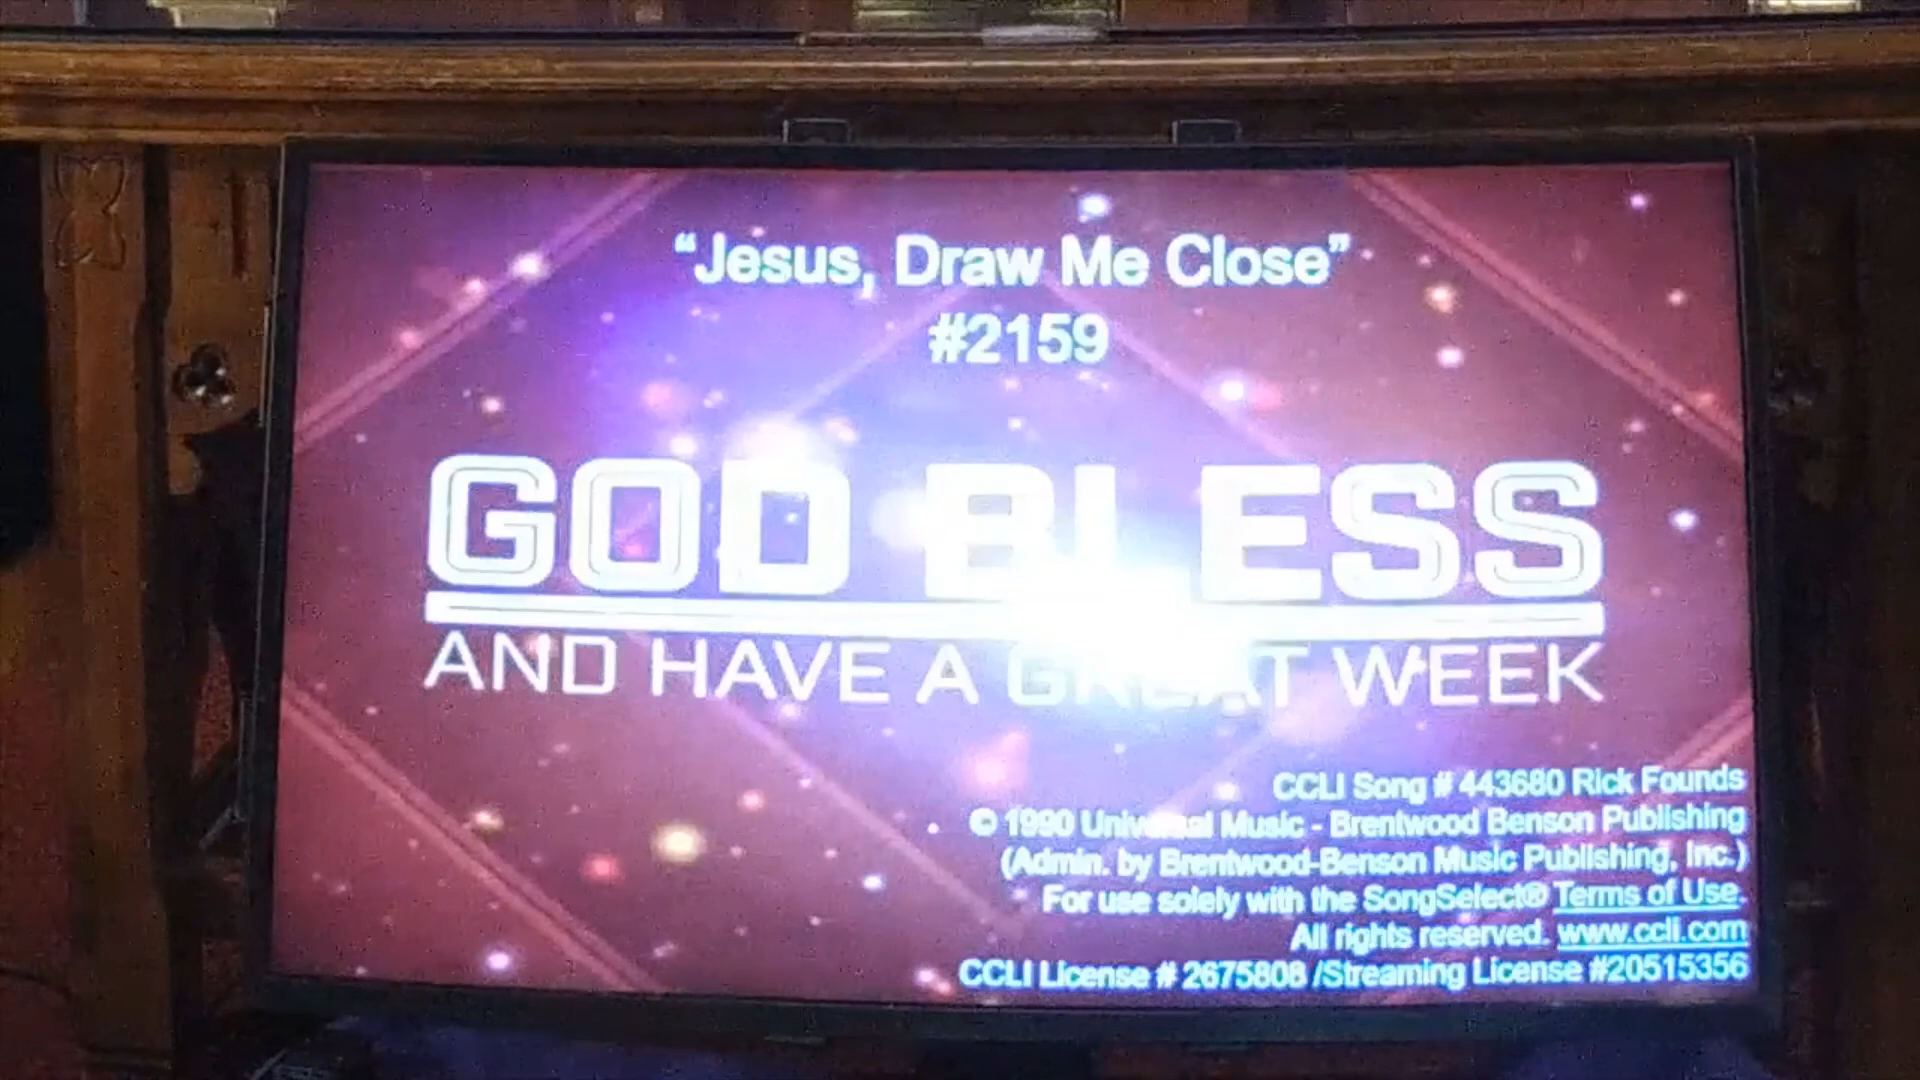 “Jesus, Draw Me Close”
#2159
GOD BLESS
AND HAVE A GREAT WEEK
CCLI Song # 443680 Rick Founds
© 1990 Universal Music - Brentwood Benson Publishing
(Admin. by Brentwood-Benson Music Publishing, Inc.)
For use solely with the SongSelect® Terms of Use.
All rights reserved. www.ccli.com
CCLI License # 2675808 /Streaming License #20515356